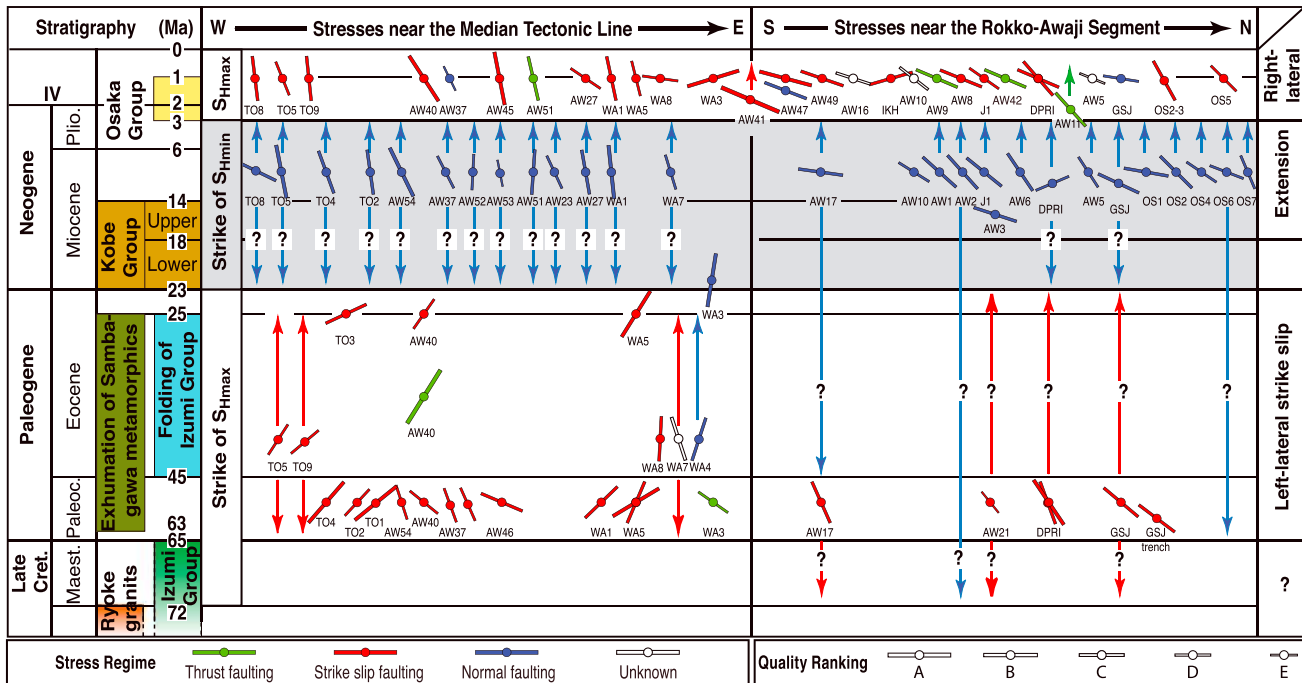 Stratigraphy (Ma) W Stresses near the Median Tectonic Line E S Stresses near the Rokko-Awaji Segment N
0
IV Osaka Group 1 SHmax Right-lateral
TO8 TO5 TO9 AW40 AW37 AW45 AW51 AW27 WA1 WA5 WA8 WA3 AW41 AW47 AW49 AW16 IKH AW10 AW9 AW8 J1 AW42 DPRI AW11 AW5 GSJ OS2-3 OS5
2
Plio. 3
6
Neogene Miocene Strike of SHmin Extension
14
TO8 TO5 TO4 TO2 AW54 AW37 AW52 AW53 AW51 AW23 AW27 WA1 WA7 AW17 AW10 AW1 AW2 J1 AW6 DPRI AW5 GSJ OS1 OS2 OS4 OS6 OS7
AW3
Kobe Group Upper
18 ? ? ? ? ? ? ? ? ? ? ? ? ? ? ?
Lower
23
WA3
25
TO3 AW40 WA5
Paleogene Eocene Exhumation of Samba-gawa metamorphics Folding of Izumi Group Strike of SHmax Left-lateral strike slip
? ? ? ? ? ?
AW40
TO5 TO9 WA8 WA7 WA4
45
Paleoc.
TO4 TO2 TO1 AW54 AW40 AW37 AW46 WA1 WA5 WA3 AW17 AW21 DPRI GSJ GSJ trench
63
65
Late Cret. Maest. Ryoke granits Izumi Group ? ? ? ? ?
72
Stress Regime Thrust faulting Strike slip faulting Normal faulting Unknown Quality Ranking A B C D E